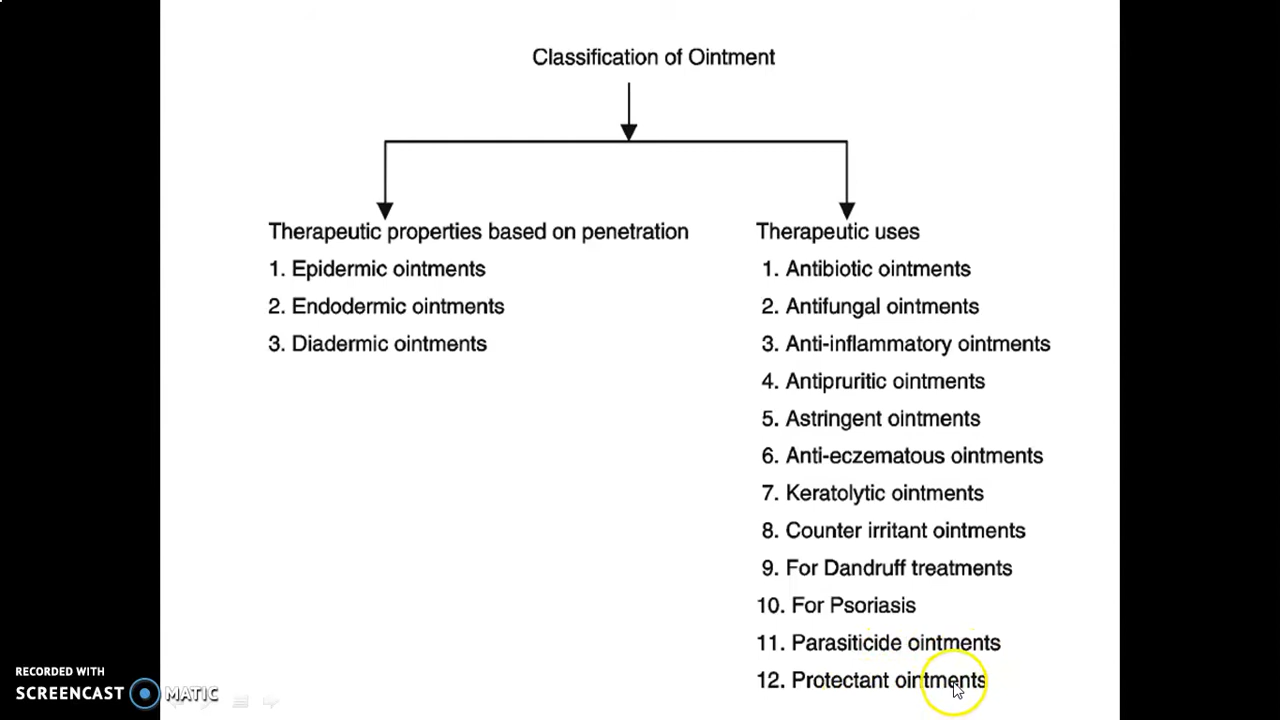 Classification of Ointment
Therapeutic properties based on penetration
1. Epidermic ointments
2. Endodermic ointments
3. Diadermic ointments
Therapeutic uses
1. Antibiotic ointments
2. Antifungal ointments
3. Anti-inflammatory ointments
4. Antipruritic ointments
5. Astringent ointments
6. Anti-eczematous ointments
7. Keratolytic ointments
8. Counter irritant ointments
9. For Dandruff treatments
10. For Psoriasis
11. Parasiticide ointments
12. Protectant ointments
RECORDED WITH
SCREENCAST MATIC